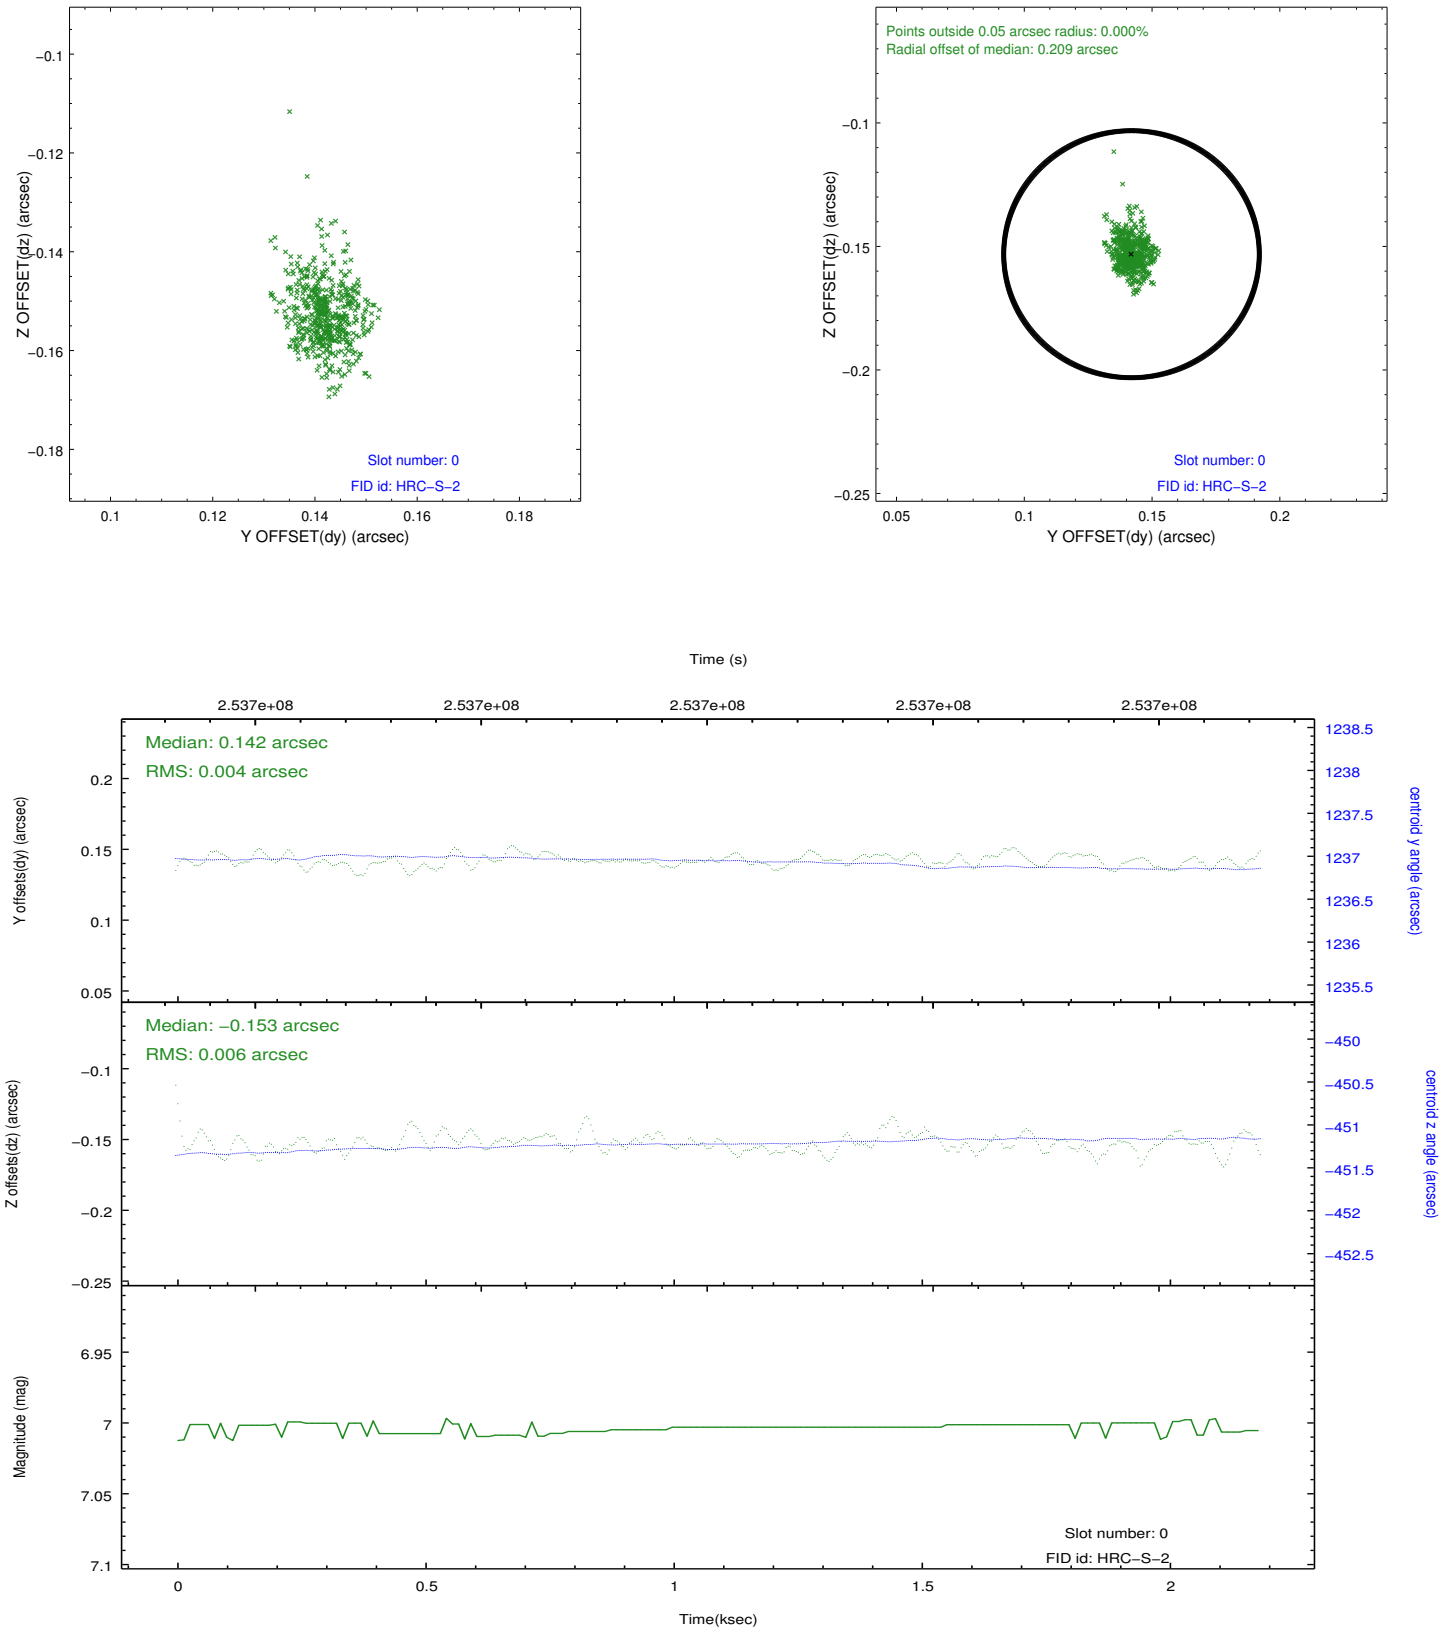 −0.1
−0.12
−0.14
−0.16
−0.18
Z OFFSET(dz) (arcsec)
Slot number: 0
FID id: HRC−S−2
0.1 0.12 0.14 0.16 0.18
Y OFFSET(dy) (arcsec)
Points outside 0.05 arcsec radius: 0.000%
Radial offset of median: 0.209 arcsec
−0.1
−0.15
−0.2
−0.25
Z OFFSET(dz) (arcsec)
Slot number: 0
FID id: HRC−S−2
0.05 0.1 0.15 0.2
Y OFFSET(dy) (arcsec)
Time (s)
2.537e+08 2.537e+08 2.537e+08 2.537e+08 2.537e+08
Median: 0.142 arcsec
RMS: 0.004 arcsec
0.2
0.15
0.1
0.05
Y offsets(dy) (arcsec)
1238.5
1238
1237.5
1237
1236.5
1236
1235.5
centroid y angle (arcsec)
Median: −0.153 arcsec
RMS: 0.006 arcsec
−0.1
−0.15
−0.2
−0.25
Z offsets(dz) (arcsec)
−450
−450.5
−451
−451.5
−452
−452.5
centroid z angle (arcsec)
6.95
7
7.05
7.1
Magnitude (mag)
Slot number: 0
FID id: HRC−S−2
0 0.5 1 1.5 2
Time(ksec)